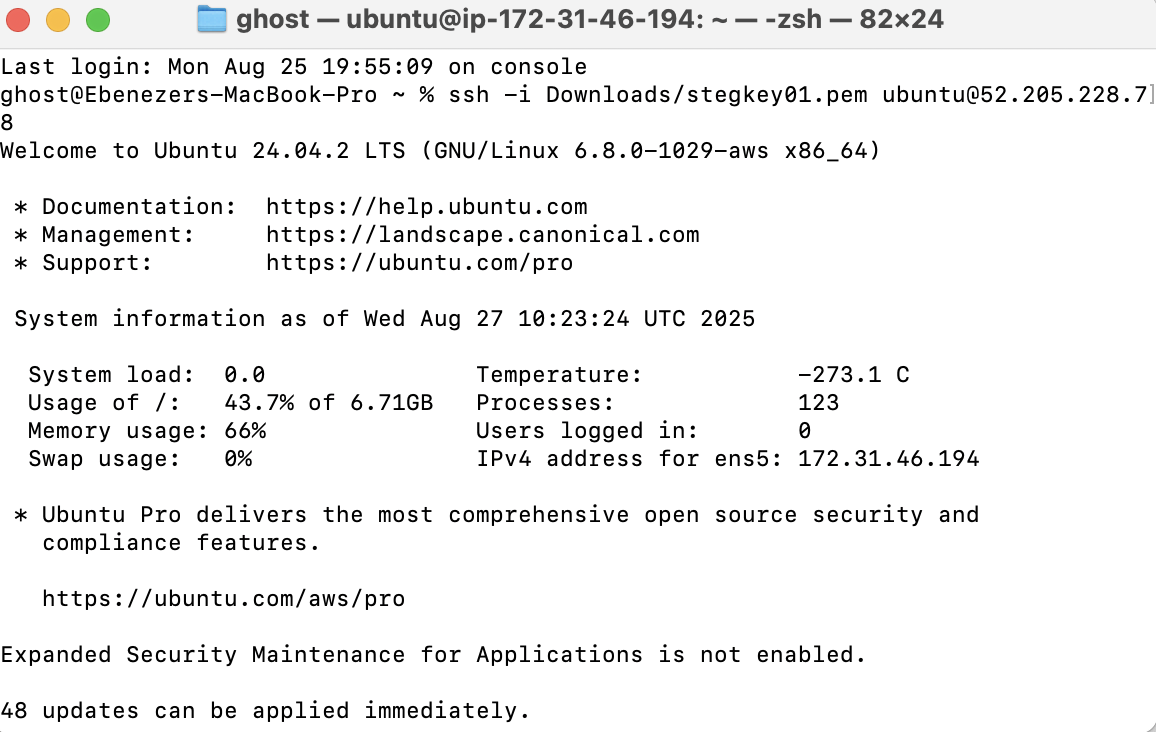 ghost — ubuntu@ip-172-31-46-194: ~ — -zsh — 82×24
Last login: Mon Aug 25 19:55:09 on console
ghost@Ebenezers-MacBook-Pro ~ % ssh -i Downloads/stegkey01.pem ubuntu@52.205.228.7]
8
Welcome to Ubuntu 24.04.2 LTS (GNU/Linux 6.8.0-1029-aws x86_64)
* Documentation:  https://help.ubuntu.com
* Management:     https://landscape.canonical.com
* Support:        https://ubuntu.com/pro
System information as of Wed Aug 27 10:23:24 UTC 2025
System load:  0.0               Temperature:           -273.1 C
Usage of /:   43.7% of 6.71GB   Processes:             123
Memory usage: 66%               Users logged in:       0
Swap usage:   0%                IPv4 address for ens5: 172.31.46.194
* Ubuntu Pro delivers the most comprehensive open source security and
compliance features.
https://ubuntu.com/aws/pro
Expanded Security Maintenance for Applications is not enabled.
48 updates can be applied immediately.